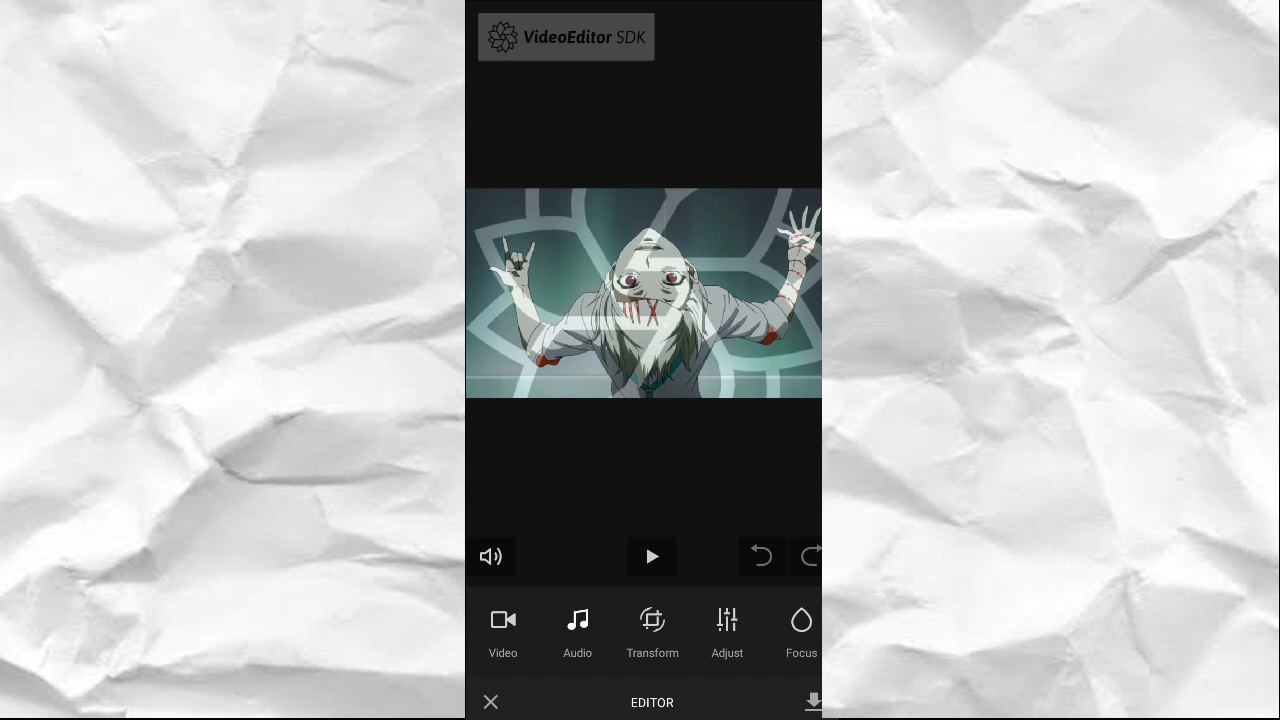 VideoEditor SDK
Video
Audio
Transform
Adjust
Focus
EDITOR